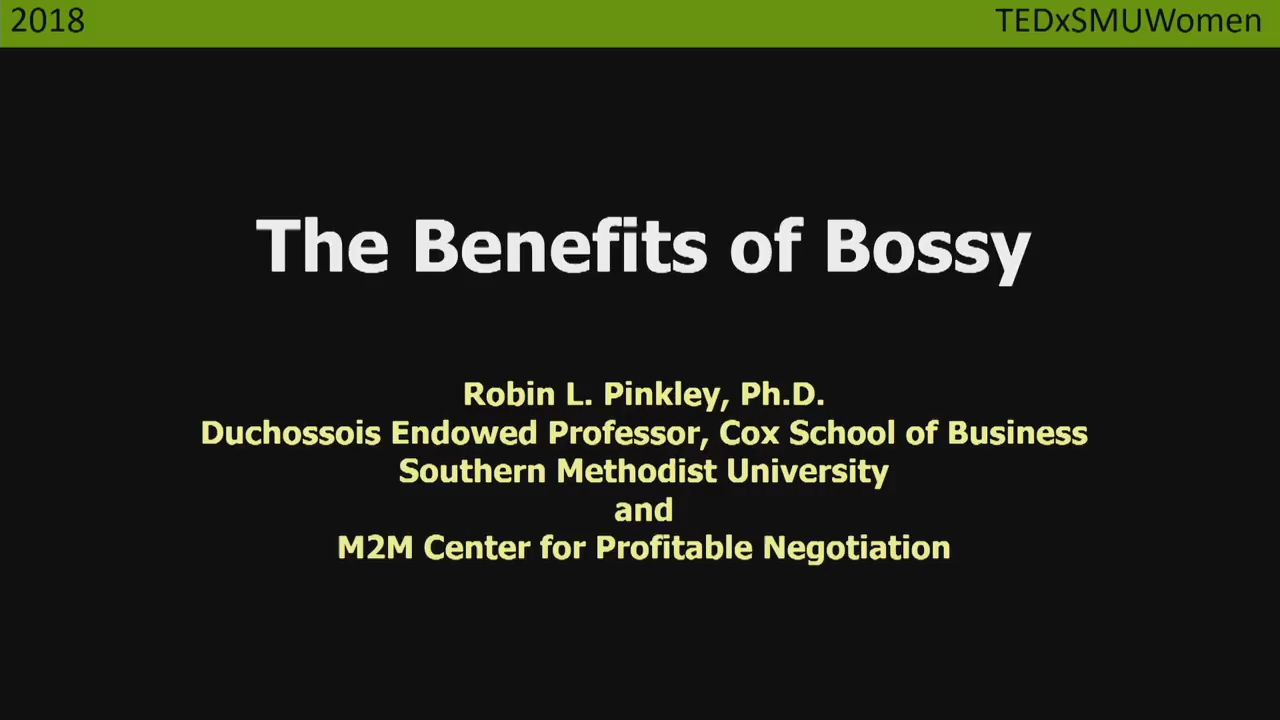 2018
TEDxSMUWomen
The Benefits of Bossy
Robin L. Pinkley, Ph.D.
Duchossois Endowed Professor, Cox School of Business
Southern Methodist University
and
M2M Center for Profitable Negotiation